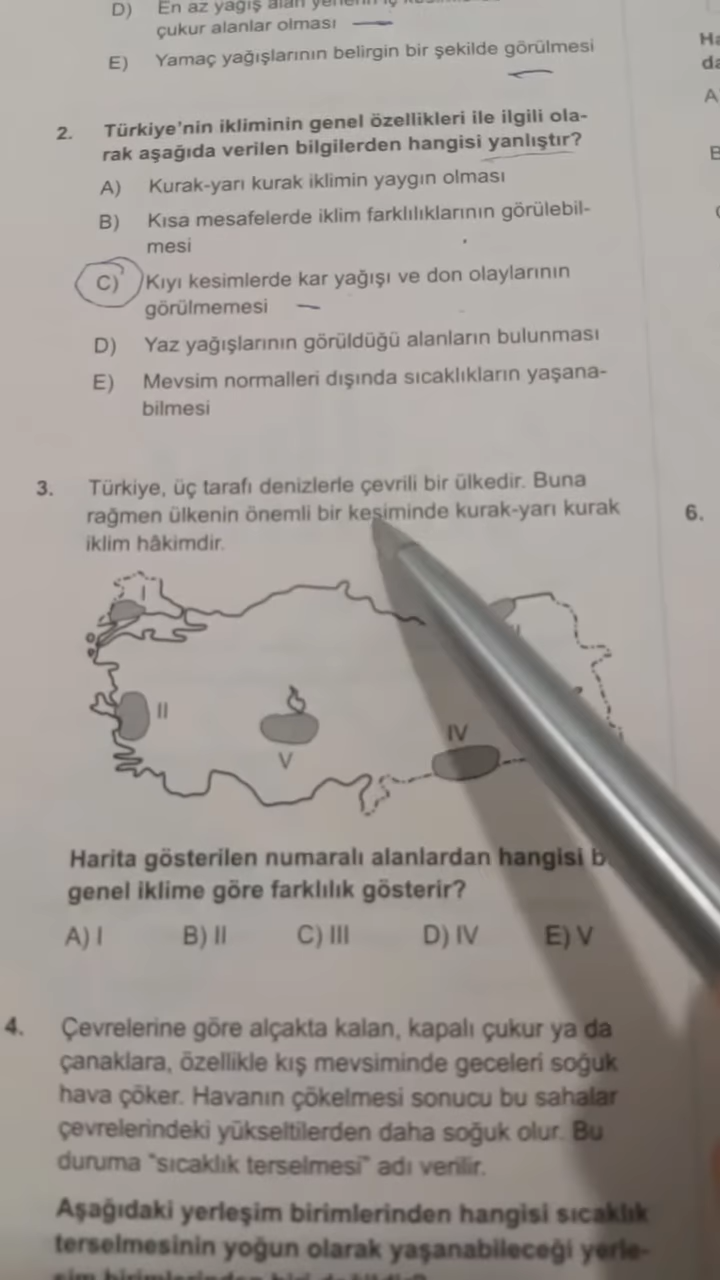 D) En az yağış alan
çukur alanlar olması
E) Yamaç yağışlarının belirgin bir şekilde görülmesi
2. Türkiye'nin ikliminin genel özellikleri ile ilgili ola-
rak aşağıda verilen bilgilerden hangisi yanlıştır?
A) Kurak-yarı kurak iklimin yaygın olması
B) Kısa mesafelerde iklim farklılıklarının görülebil-
mesi
C) Kıyı kesimlerde kar yağışı ve don olaylarının
görülmemesi
D) Yaz yağışlarının görüldüğü alanların bulunması
E) Mevsim normalleri dışında sıcaklıkların yaşana-
bilmesi
3. Türkiye, üç tarafı denizlerle çevrili bir ülkedir. Buna
rağmen ülkenin önemli bir kesiminde kurak-yarı kurak
iklim hâkimdir.
I
II
IV
V
Harita gösterilen numaralı alanlardan hangisi
genel iklime göre farklılık gösterir?
A) I B) II C) III D) IV E) V
4. Çevrelerine göre alçakta kalan, kapalı çukur ya da
çanaklara, özellikle kış mevsiminde geceleri soğuk
hava çöker. Havanın çökelmesi sonucu bu sahalar
çevrelerindeki yükseltilerden daha soğuk olur. Bu
duruma "sıcaklık terselmesi" adı verilir.
Aşağıdaki yerleşim birimlerinden hangisi sıcaklık
terselmesinin yoğun olarak yaşanabileceği yerle-
6.
A